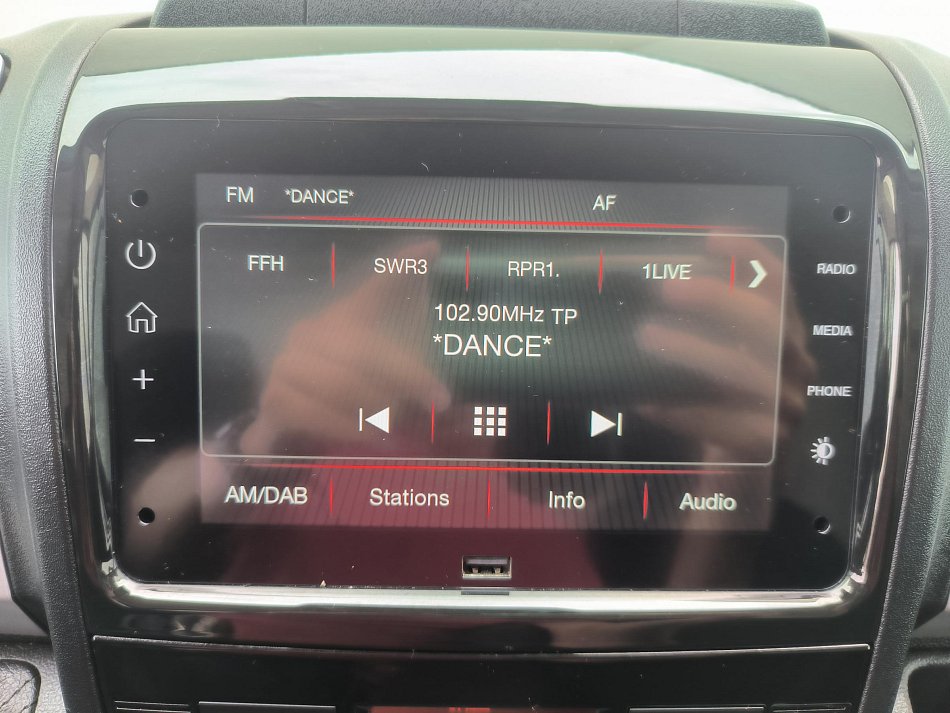 FM *DANCE* AF
FFH SWR3 RPR1. 1LIVE
RADIO
102.90MHz TP
MEDIA
*DANCE*
PHONE
AM/DAB Stations Info Audio